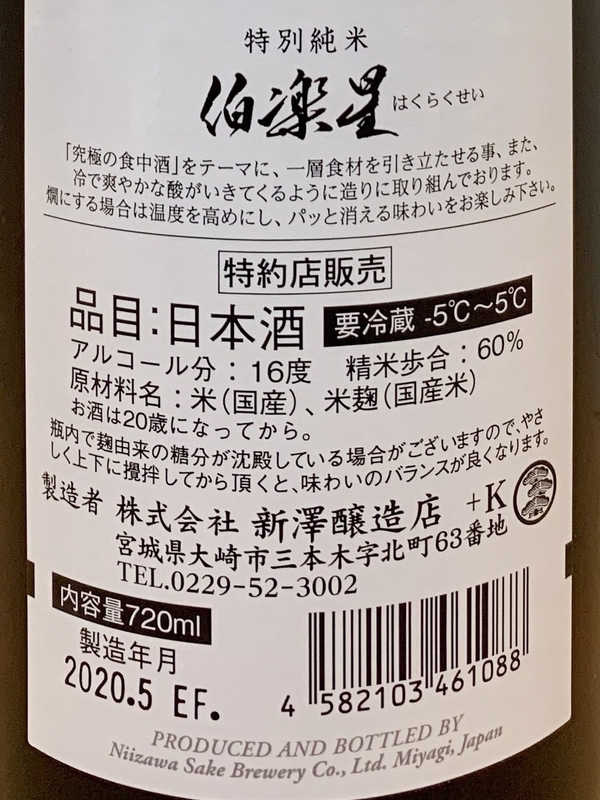 特別純米
伯楽星 はくらくせい
「究極の食中酒」をテーマに、一層食材を引き立たせる事、また、
冷で爽やかな酸がいきてくるように造りに取り組んでおります。
燗にする場合は温度を高めにし、パッと消える味わいをお楽しみ下さい。
特約店販売
品目：日本酒 要冷蔵 -5℃～5℃
アルコール分：16度 精米歩合：60%
原材料名：米（国産）、米麹（国産米）
お酒は20歳になってから。
瓶内で麹由来の糖分が沈殿している場合がございますので、やさ
しく上下に攪拌してから頂くと、味わいのバランスが良くなります。
製造者 株式会社 新澤醸造店 +K
宮城県大崎市三本木字北町63番地
TEL.0229-52-3002
内容量720ml
製造年月
2020.5 EF.
4 582103 461088
PRODUCED AND BOTTLED BY
Niizawa Sake Brewery Co., Ltd. Miyagi, Japan